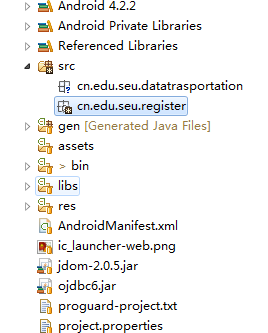 Android 4.2.2
Android Private Libraries
Referenced Libraries
src
cn.edu.seu.datatrasportation
cn.edu.seu.register
gen [Generated Java Files]
assets
> bin
libs
res
AndroidManifest.xml
ic_launcher-web.png
jdom-2.0.5.jar
ojdbc6.jar
proguard-project.txt
project.properties